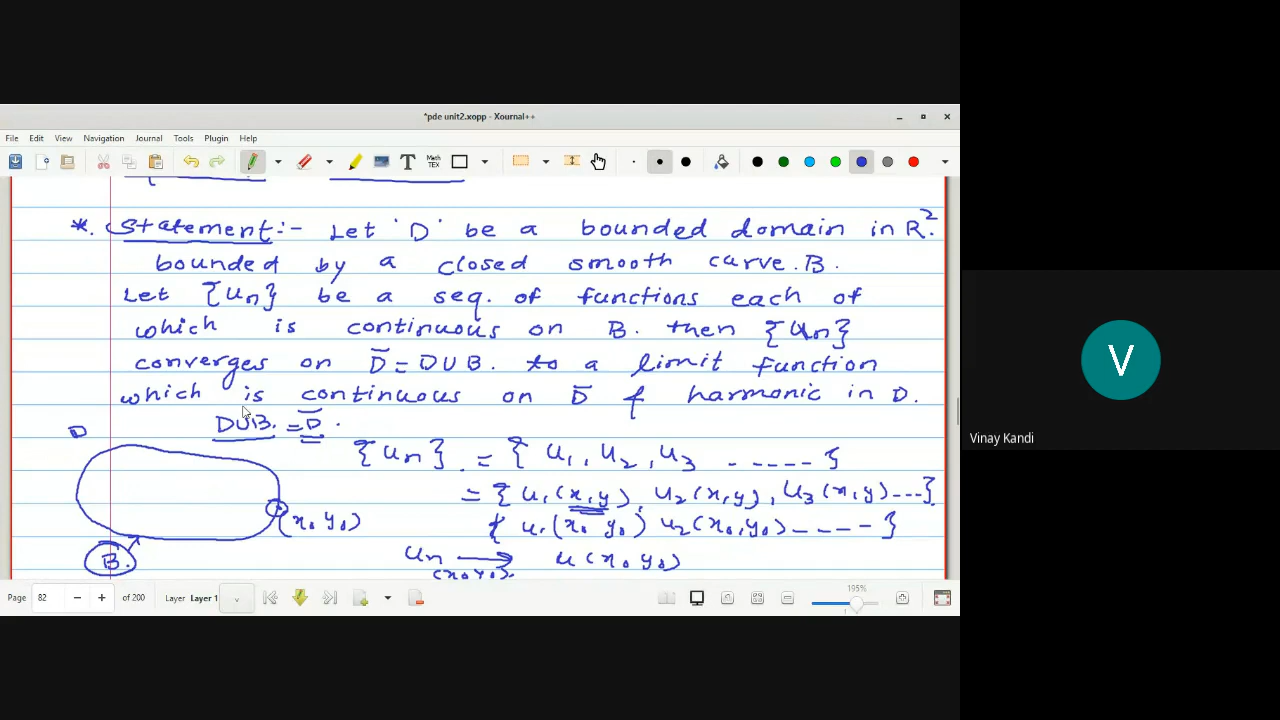 *pde unit2.xopp - Xournal++
File Edit View Navigation Journal Tools Plugin Help
*. Statement:- Let 'D' be a bounded domain in R².
bounded by a closed smooth curve. B.
Let {un} be a seq. of functions each of
which is continuous on B. then {un}
converges on D̄ = DUB. to a limit function
which is continuous on D̄ & harmonic in D.
DUB. = D̄.
D
{un}. = {u1, u2, u3 ------}
= {u1(x,y), u2(x,y), u3(x,y)---}
(x0 y0)
{ u1(x0 y0) u2(x0,y0)---- }
B.
un → u(x0 y0)
(x0 y0).
Page 82 of 200 Layer Layer 1
195%
V
Vinay Kandi